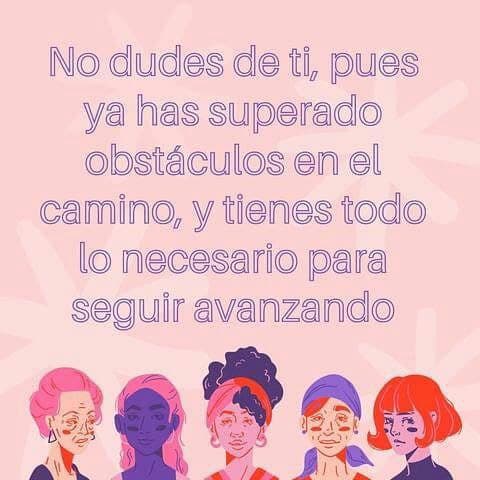 No dudes de ti, pues
ya has superado
obstáculos en el
camino, y tienes todo
lo necesario para
seguir avanzando